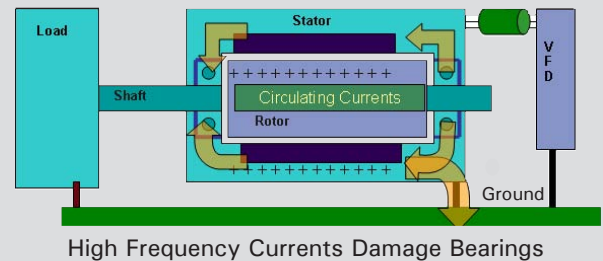 Load
Stator
V
F
D
+ + + + + + + + + + + +
Shaft
Circulating Currents
Rotor
+ + + + + + + + + + + +
Ground
High Frequency Currents Damage Bearings